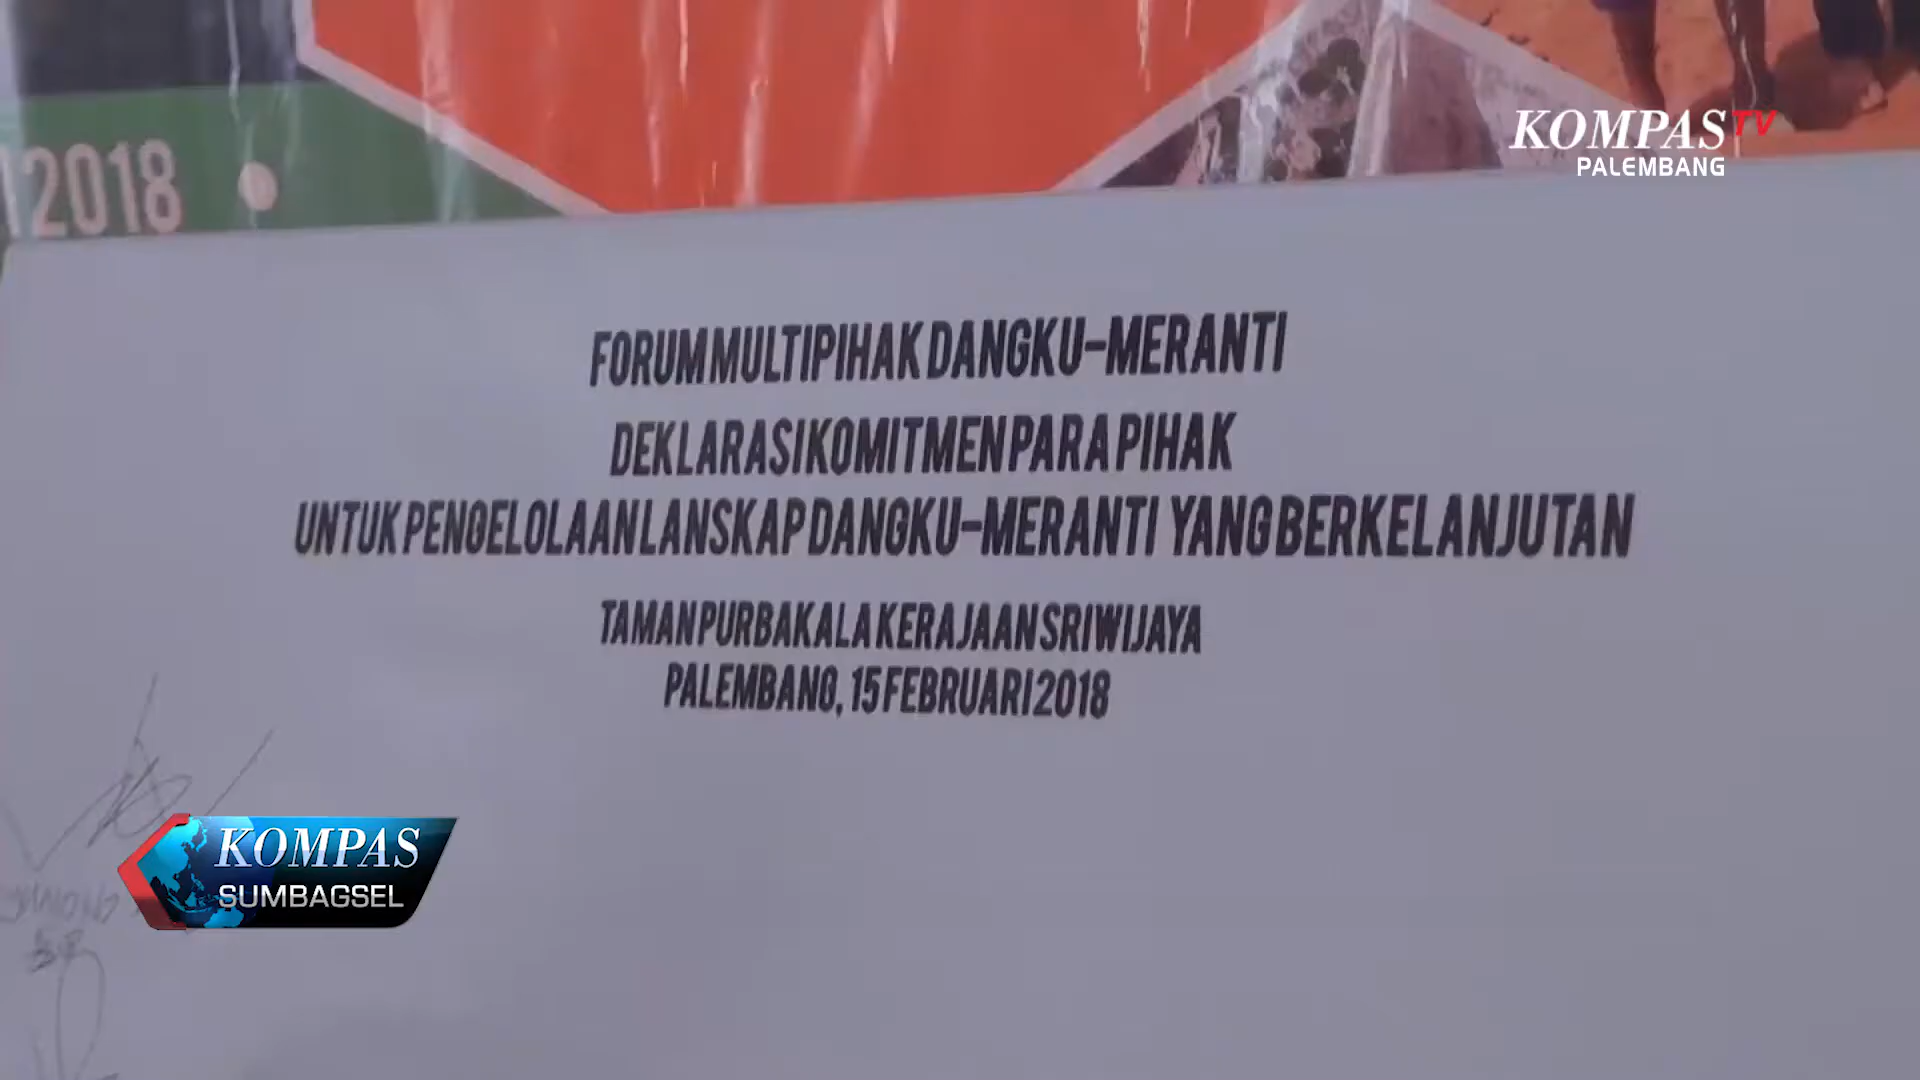 2018
KOMPAS TV
PALEMBANG
FORUM MULTIPIHAK DANGKU-MERANTI
DEKLARASI KOMITMEN PARA PIHAK
UNTUK PENGELOLAAN LANSKAP DANGKU-MERANTI YANG BERKELANJUTAN
TAMAN PURBAKALA KERAJAAN SRIWIJAYA
PALEMBANG, 15 FEBRUARI 2018
KOMPAS
SUMBAGSEL